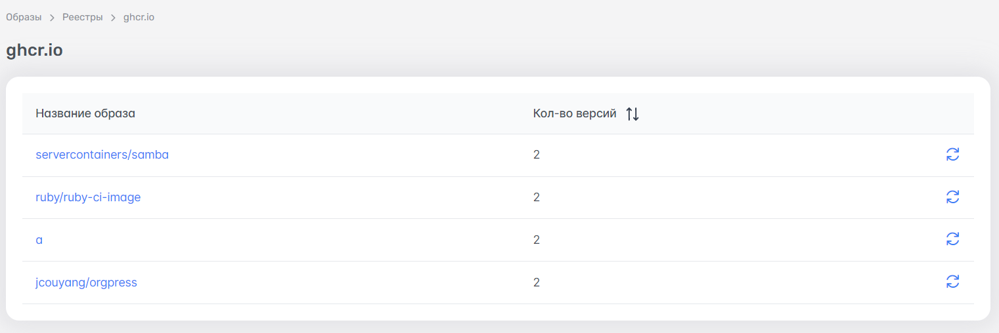 Образы > Реестры > ghcr.io
ghcr.io
Название образа Кол-во версий
servercontainers/samba 2
ruby/ruby-ci-image 2
a 2
jcouyang/orgpress 2